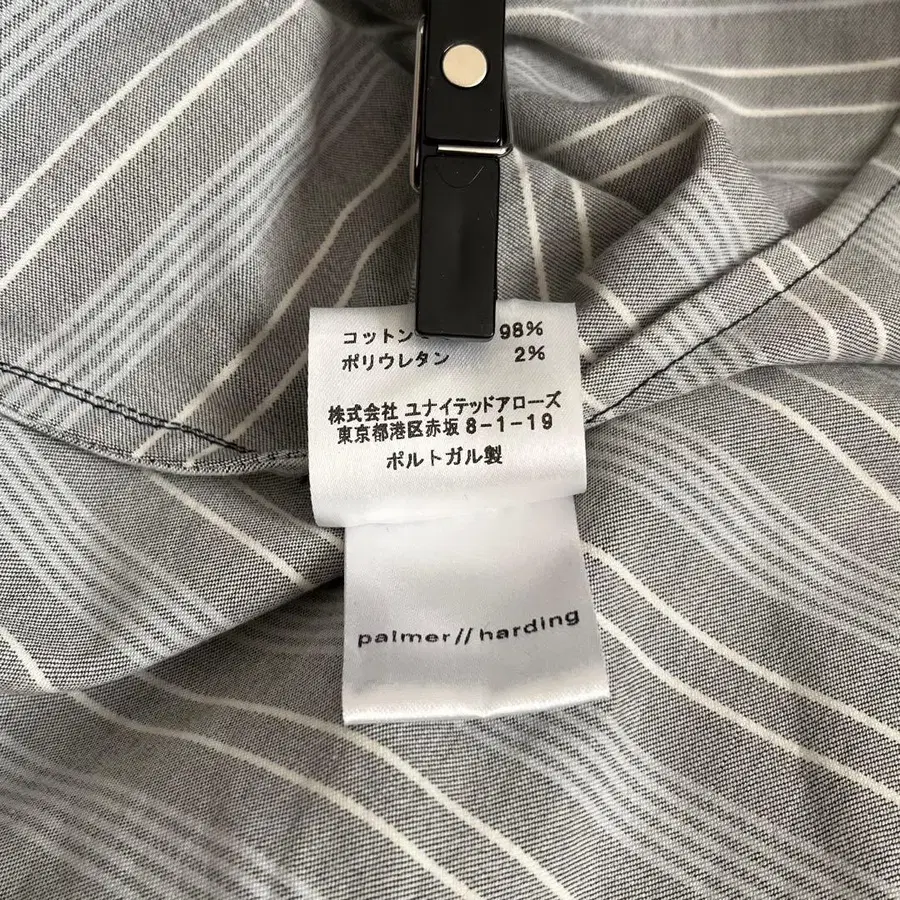 コットン 98%
ポリウレタン 2%
株式会社 ユナイテッドアローズ
東京都港区赤坂 8-1-19
ポルトガル製
palmer//harding